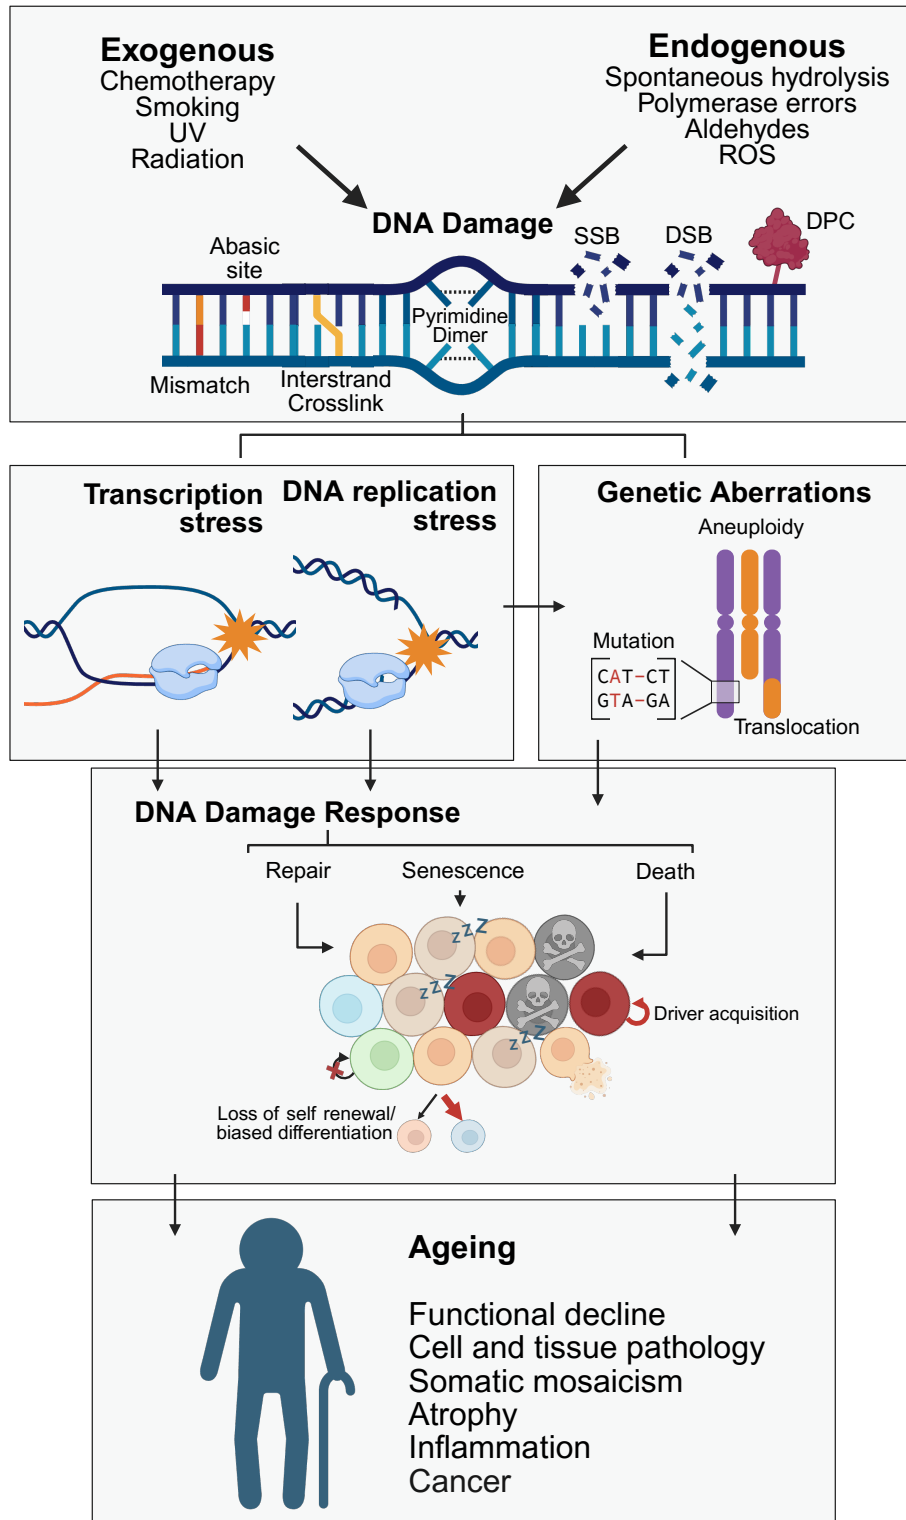 Exogenous
Chemotherapy
Smoking
UV
Radiation
Endogenous
Spontaneous hydrolysis
Polymerase errors
Aldehydes
ROS
DNA Damage
Abasic
site
SSB
DSB
DPC
Pyrimidine
Dimer
Mismatch
Interstrand
Crosslink
Transcription
stress
DNA replication
stress
Genetic Aberrations
Aneuploidy
Mutation
CAT-CT
GTA-GA
Translocation
DNA Damage Response
Repair
Senescence
Death
zzz
zzz
zzz
Driver acquisition
Loss of self renewal/
biased differentiation
Ageing
Functional decline
Cell and tissue pathology
Somatic mosaicism
Atrophy
Inflammation
Cancer